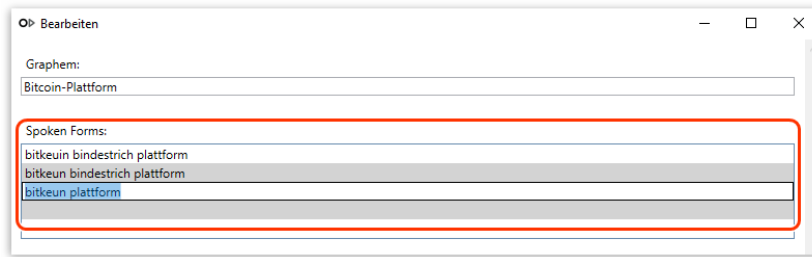 Bearbeiten
Graphem:
Bitcoin-Plattform
Spoken Forms:
bitkeuin bindestrich plattform
bitkeun bindestrich plattform
bitkeun plattform